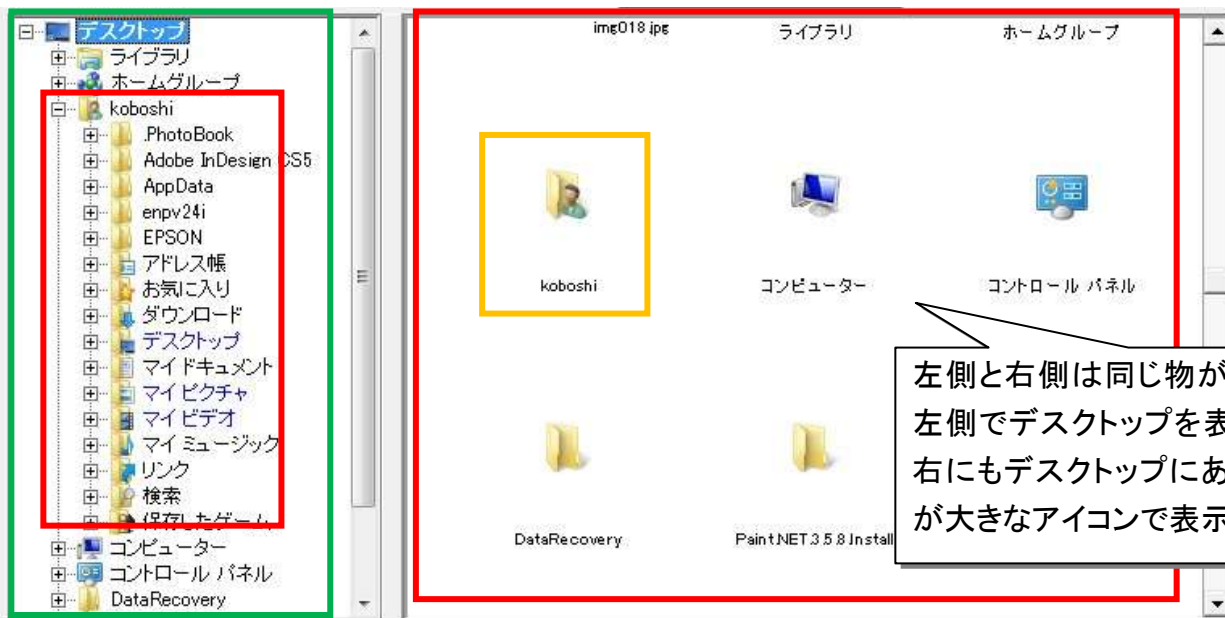 デスクトップ
ライブラリ
ホームグループ
koboshi
.PhotoBook
Adobe InDesign CS5
AppData
enpv24i
EPSON
アドレス帳
お気に入り
ダウンロード
デスクトップ
マイ ドキュメント
マイ ピクチャ
マイ ビデオ
マイ ミュージック
リンク
検索
保存したゲーム
コンピューター
コントロール パネル
DataRecovery
img018.jpg
ライブラリ
ホームグループ
koboshi
コンピューター
コントロール パネル
DataRecovery
Paint.NET.3.5.8.Install
左側と右側は同じ物が
左側でデスクトップを表
右にもデスクトップにあ
が大きなアイコンで表示